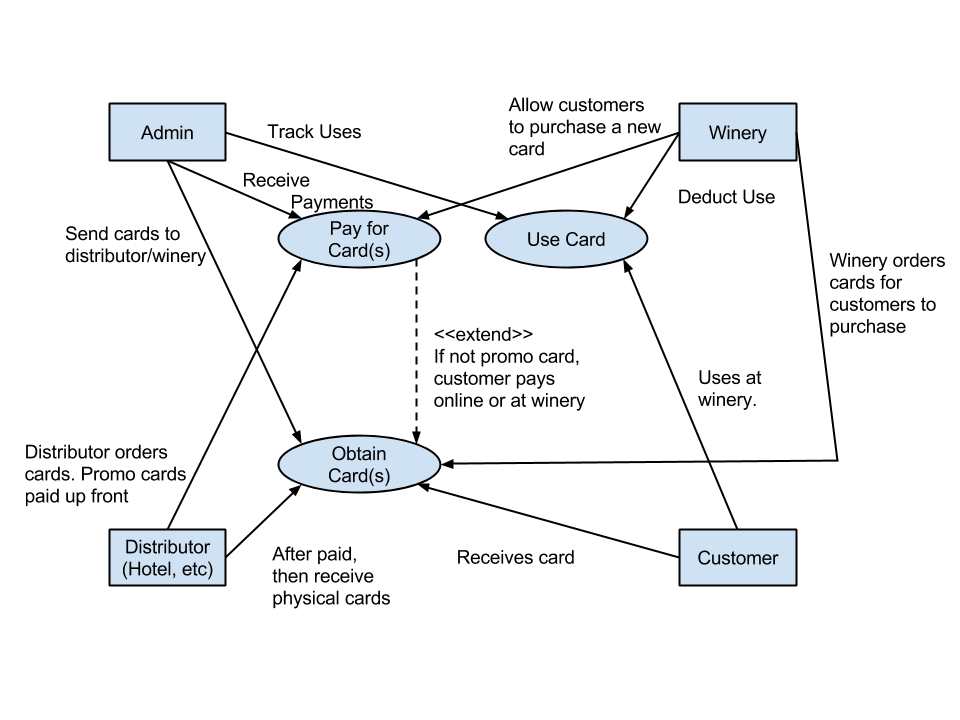 Admin
Track Uses
Allow customers
to purchase a new
card
Winery
Receive
Payments
Deduct Use
Send cards to
distributor/winery
Pay for
Card(s)
Use Card
Winery orders
cards for
customers to
purchase
<<extend>>
If not promo card,
customer pays
online or at winery
Uses at
winery.
Distributor orders
cards. Promo cards
paid up front
Obtain
Card(s)
Distributor
(Hotel, etc)
After paid,
then receive
physical cards
Receives card
Customer